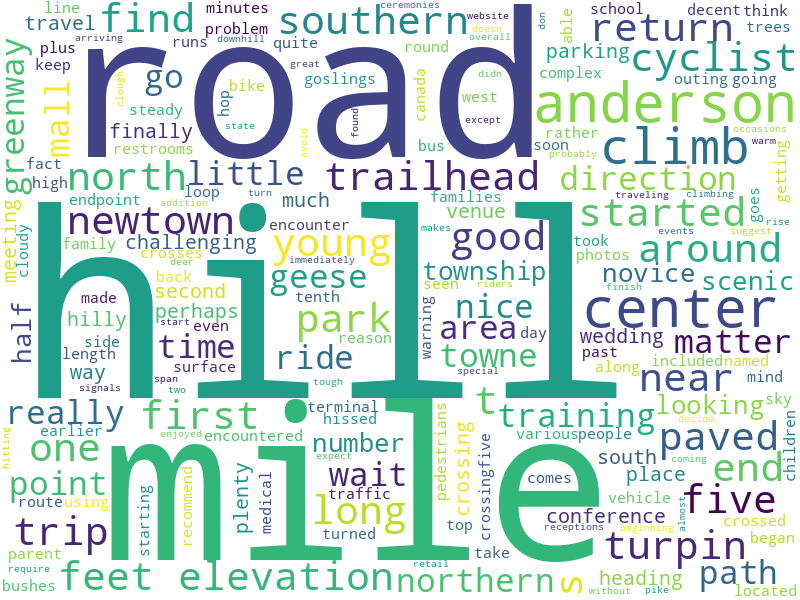 line
find
minutes
southern
ceremonies
website
return
school
decent
think
travel
problem
doesn
overall
able
trees
arriving
downhill
don
plus
runs
quite
great
round
parking
cyclist
keep
greenway
mall
clough
go
hop
bike
goslings
canada
didn
west
complex
outing
going
road
steady
state
found
except
rather
anderson
finally
restrooms
avoid
bus
soon
occasions
probably
warm
fact
north
little
trailhead
climb
getting
high
loop
turn
much
families
direction
traveling
climbing
endpoint
addition
venue
goes
meeting
cloudy
newtown
encounter
makes
young
good
started
events
suggest
rise
family
crosses
challenging
immediately
took
around
back
deer
geese
township
riders
photos
novice
finish
scenic
made
second
tenth
seen
hilly
perhaps
park
nice
center
half
start
even
time
reason
warning
area
day
wedding
matter
side
surface
past
length
signals
span
ride
towne
along
included
named
way
two
tough
special
near
mind
sky
hill
really
first
terminal
hissed
t
training
looking
decide
children
earlier
encountered
various
people
hitting
one
enjoyed
expect
number
pedestrians
crossing
paved
point
wait
crossing
five
south
coming
end
route
using
starting
recommend
plenty
medical
traffic
comes
place
vehicle
almost
five
trip
long
top
conference
crossed
parent
turned
receptions
beginning
began
mile
bushes
take
turpin
require
feet
elevation
northern
retail
s
heading
without
pike
path
located